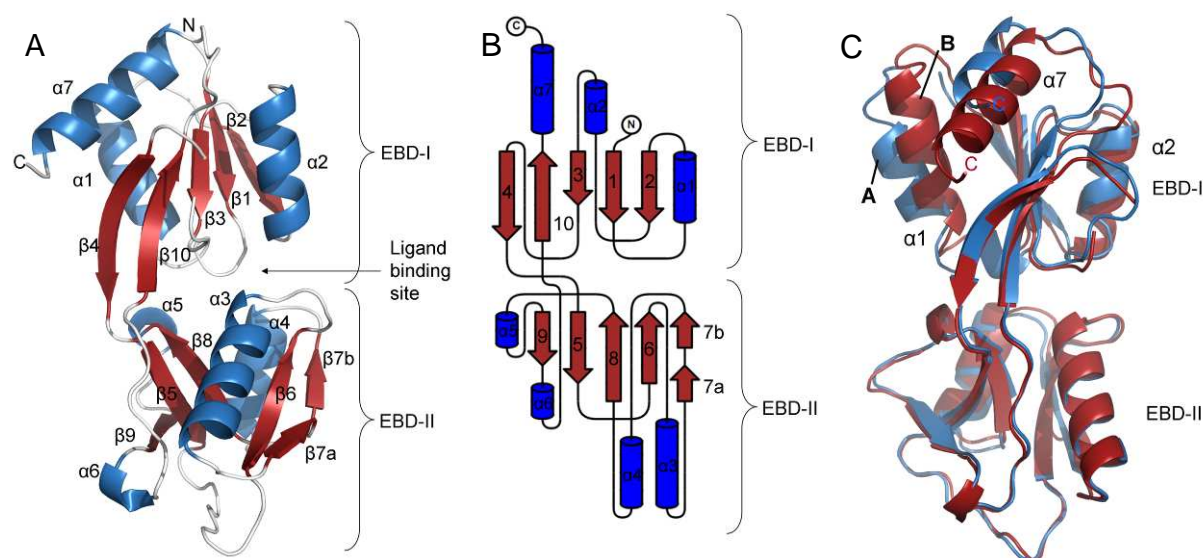 A
N
α7
β2
C
α1
α2
β1
β3
β4
β10
EBD-I
Ligand
binding
site
α3
α5
α4
β8
β7b
β5
β6
EBD-II
β9
β7a
α6
B
C
α7
α2
N
3
4
1
2
α1
10
EBD-I
α5
9
5
8
6
7b
7a
α6
α4
α3
EBD-II
C
B
α7
C
C
α2
A
EBD-I
α1
EBD-II